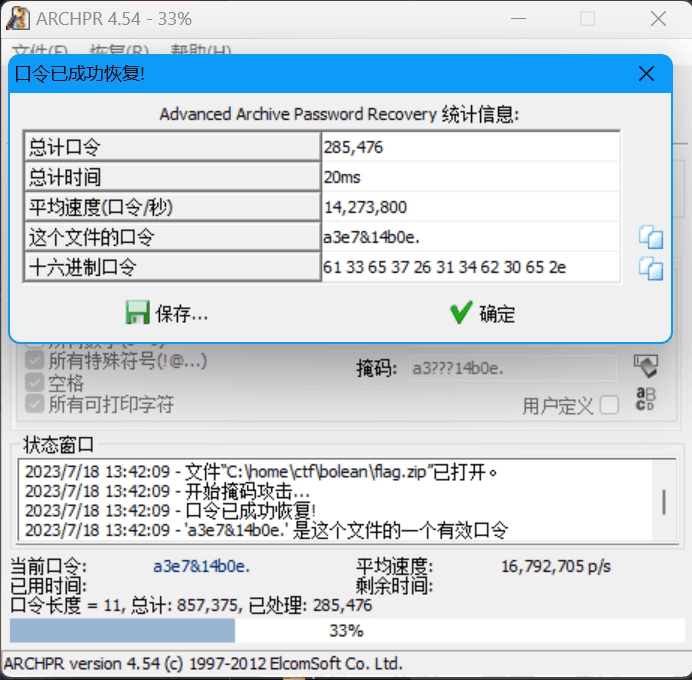 ARCHPR 4.54 - 33%
文件(F) 恢复(R) 帮助(H)
口令已成功恢复!
Advanced Archive Password Recovery 统计信息:
总计口令 285,476
总计时间 20ms
平均速度(口令/秒) 14,273,800
这个文件的口令 a3e7&14b0e.
十六进制口令 61 33 65 37 26 31 34 62 30 65 2e
保存... 确定
所有特殊符号(!@...) 掩码: a3???14b0e.
空格
所有可打印字符 用户定义
状态窗口
2023/7/18 13:42:09 - 文件“C:\home\ctf\bolean\flag.zip”已打开。
2023/7/18 13:42:09 - 开始掩码攻击...
2023/7/18 13:42:09 - 口令已成功恢复!
2023/7/18 13:42:09 - 'a3e7&14b0e.' 是这个文件的一个有效口令
当前口令: a3e7&14b0e. 平均速度: 16,792,705 p/s
已用时间: 剩余时间:
口令长度 = 11, 总计: 857,375, 已处理: 285,476
33%
ARCHPR version 4.54 (c) 1997-2012 ElcomSoft Co. Ltd.